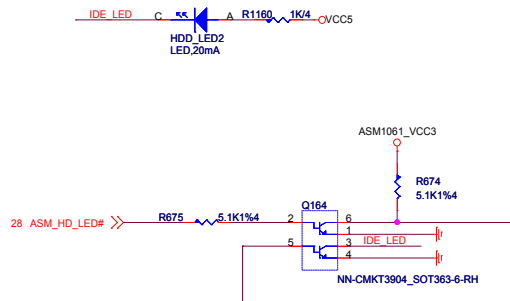 IDE_LED C A R1160 1K/4 VCC5
HDD_LED2
LED,20mA
ASM1061_VCC3
R674
5.1K1%4
Q164
28 ASM_HD_LED# R675 5.1K1%4 2 6
1
5 3 IDE_LED
4
NN-CMKT3904_SOT363-6-RH